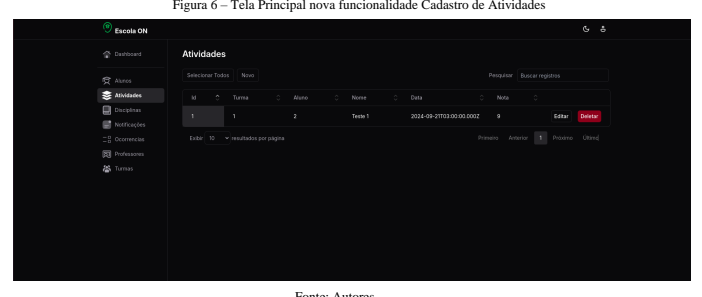 Figura 6 – Tela Principal nova funcionalidade Cadastro de Atividades
Escola ON
Dashboard
Alunos
Atividades
Disciplinas
Notificações
Ocorrencias
Professores
Turmas
Atividades
Selecionar Todos Novo Pesquisar Buscar registros
Id Turma Aluno Nome Data Nota
1 1 2 Teste 1 2024-09-21T03:00:00.000Z 9 Editar Deletar
Exibir 10 resultados por página Primeiro Anterior 1 Próximo Último
Fonte: Autores